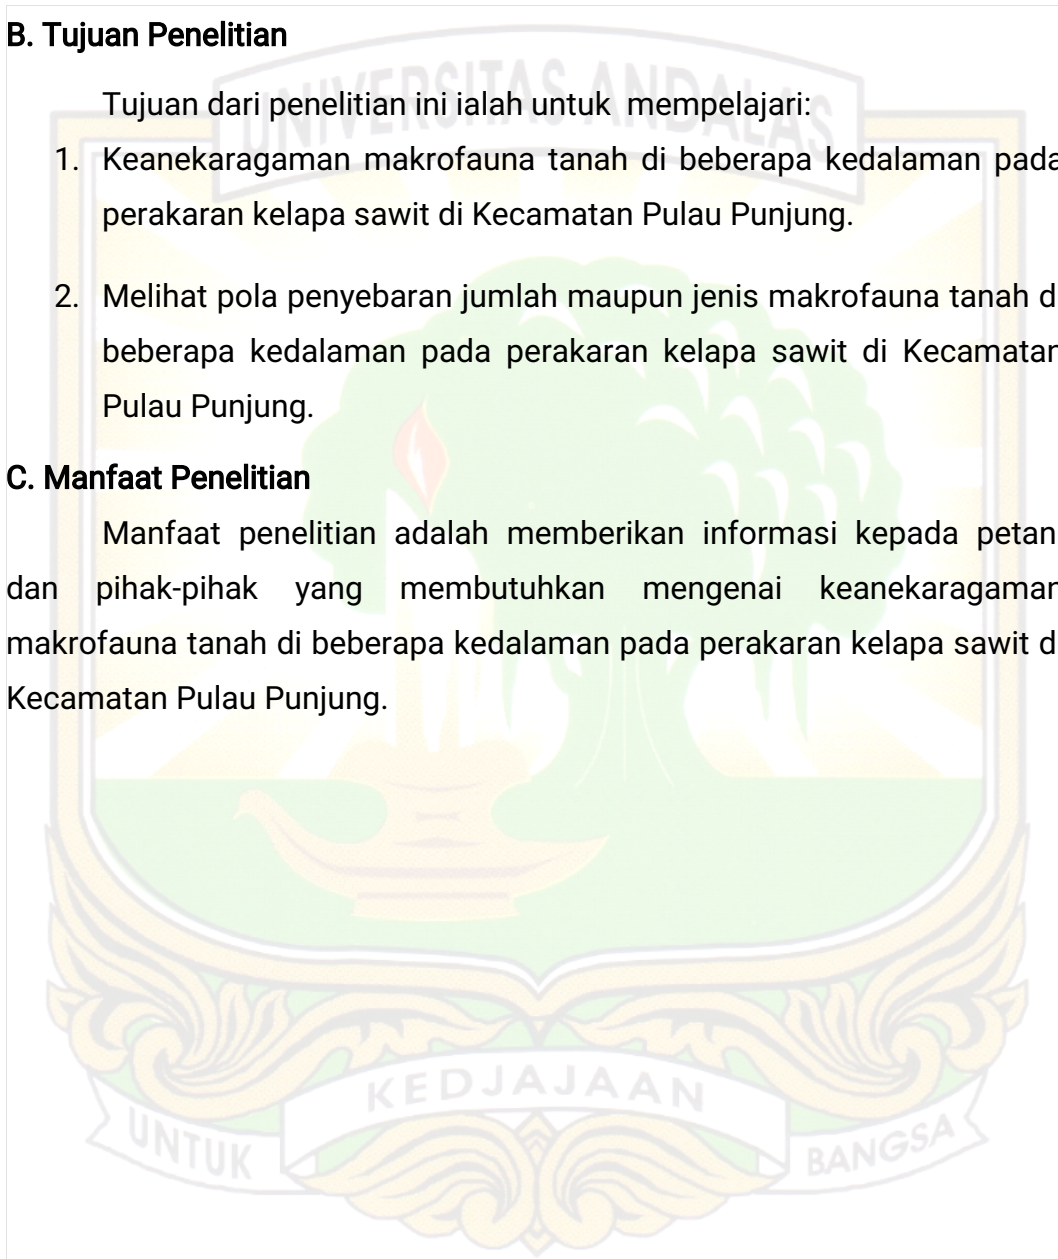 B. Tujuan Penelitian
Tujuan dari penelitian ini ialah untuk mempelajari:
1. Keanekaragaman makrofauna tanah di beberapa kedalaman pada
perakaran kelapa sawit di Kecamatan Pulau Punjung.
2. Melihat pola penyebaran jumlah maupun jenis makrofauna tanah d
beberapa kedalaman pada perakaran kelapa sawit di Kecamatan
Pulau Punjung.
C. Manfaat Penelitian
Manfaat penelitian adalah memberikan informasi kepada petan
dan pihak-pihak yang membutuhkan mengenai keanekaragaman
makrofauna tanah di beberapa kedalaman pada perakaran kelapa sawit d
Kecamatan Pulau Punjung.
UNIVERSITAS ANDALAS
KEDJAJAAN
UNTUK BANGSA